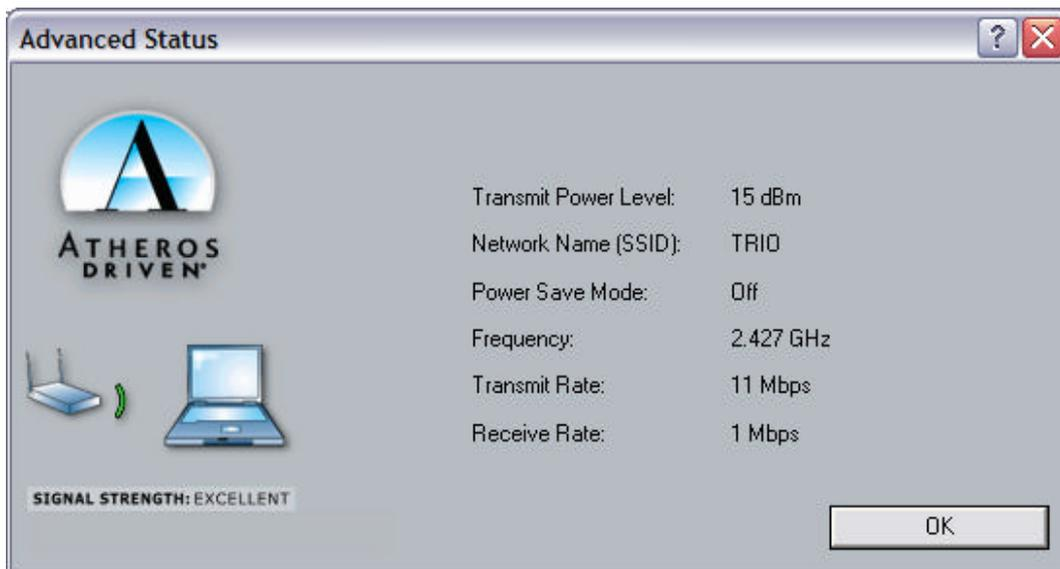 Advanced Status
ATHEROS
DRIVEN®
Transmit Power Level: 15 dBm
Network Name (SSID): TRIO
Power Save Mode: Off
Frequency: 2.427 GHz
Transmit Rate: 11 Mbps
Receive Rate: 1 Mbps
SIGNAL STRENGTH: EXCELLENT
OK